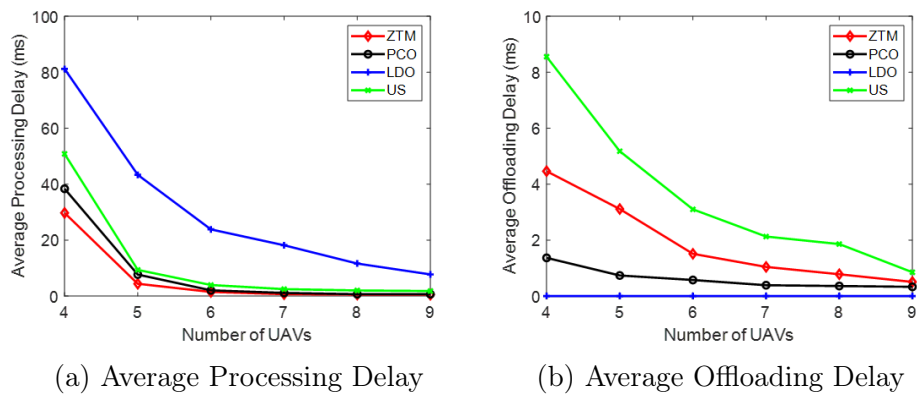 100
80
60
40
20
0
Average Processing Delay (ms)
4 5 6 7 8 9
Number of UAVs
ZTM
PCO
LDO
US
(a) Average Processing Delay
10
8
6
4
2
0
Average Offloading Delay (ms)
4 5 6 7 8 9
Number of UAVs
ZTM
PCO
LDO
US
(b) Average Offloading Delay